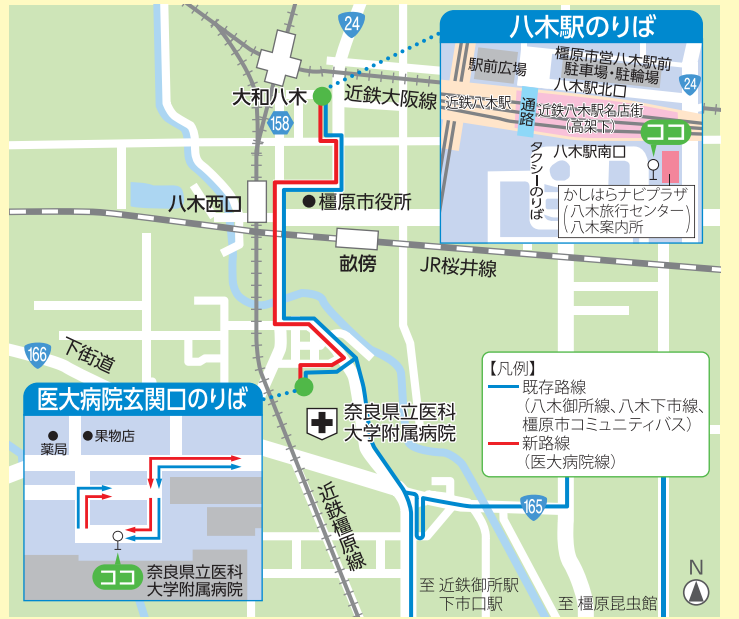 24
八木駅のりば
駅前広場
橿原市営八木駅前
駐車場・駐輪場
八木駅北口
24
近鉄八木駅
通路
近鉄八木駅名店街
(高架下)
ココ
タクシーのりば
八木駅南口
かしはらナビプラザ
(八木旅行センター)
八木案内所
大和八木
近鉄大阪線
158
八木西口
橿原市役所
畝傍
JR桜井線
166
下街道
【凡例】
既存路線
(八木御所線、八木下市線、
橿原市コミュニティバス)
新路線
(医大病院線)
医大病院玄関口のりば
薬局
果物店
ココ
奈良県立医科
大学附属病院
奈良県立医科
大学附属病院
近鉄橿原線
165
至 近鉄御所駅
下市口駅
至 橿原昆虫館
N